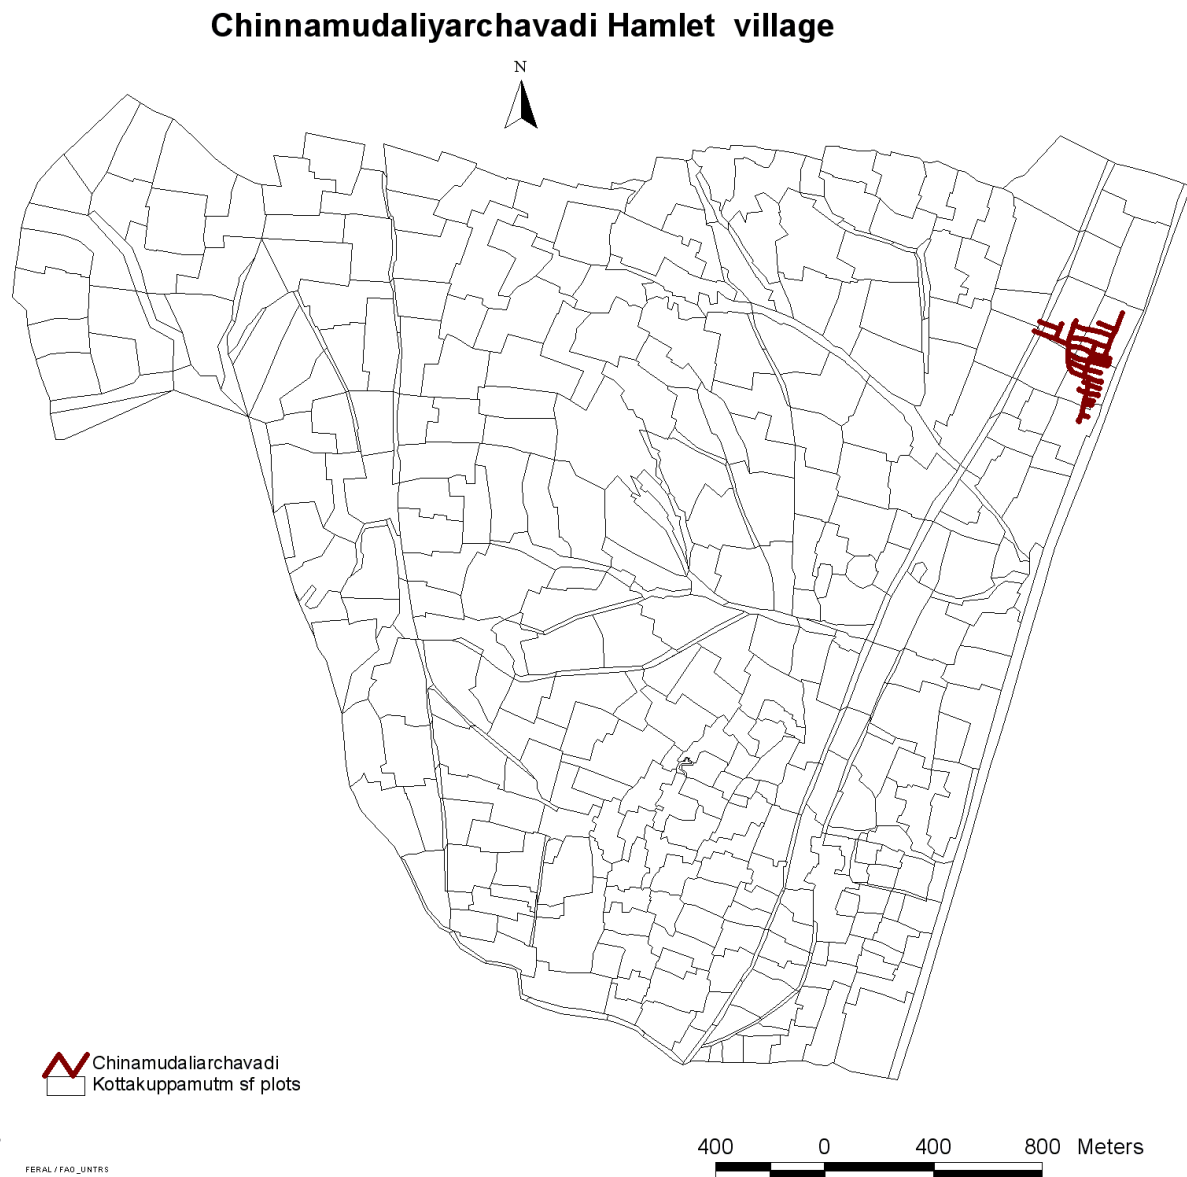 Chinnamudaliyarchavadi Hamlet village
N
Chinamudaliarchavadi
Kottakuppamutm sf plots
400 0 400 800 Meters
FERAL / FAO_UNTRS